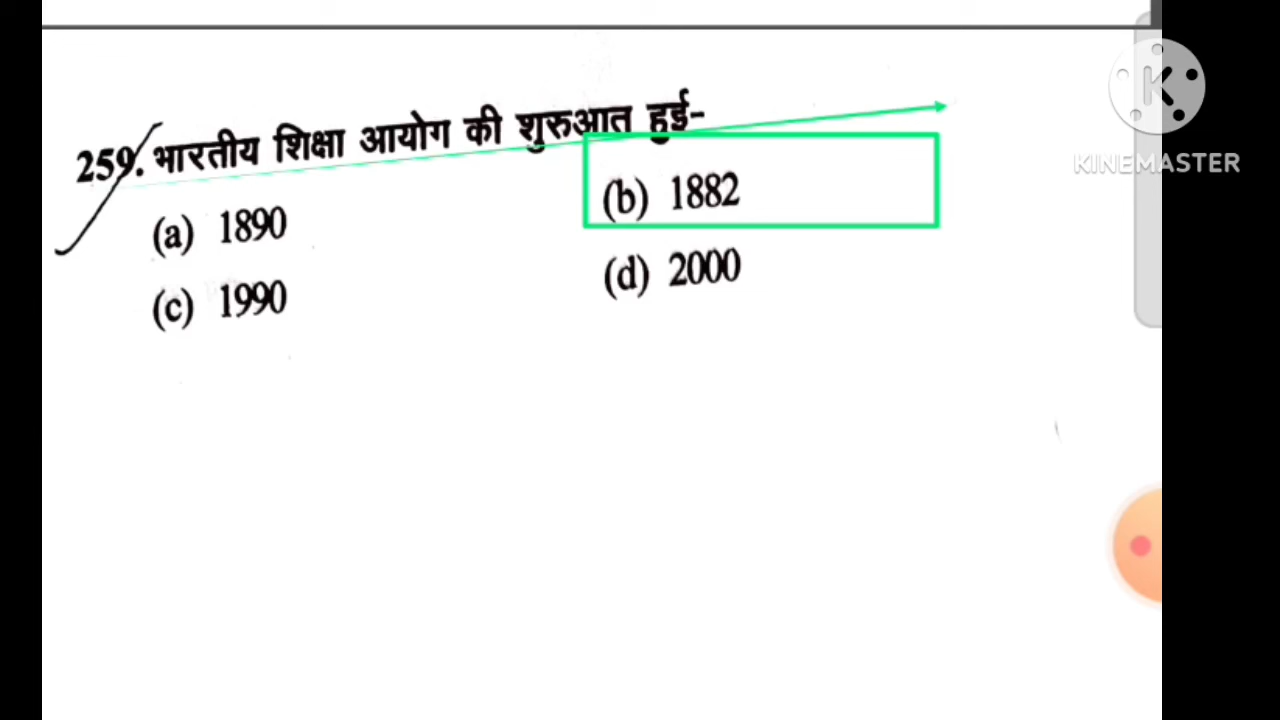 259. भारतीय शिक्षा आयोग की शुरुआत हुई-
(a) 1890
(b) 1882
(c) 1990
(d) 2000
K
KINEMASTER